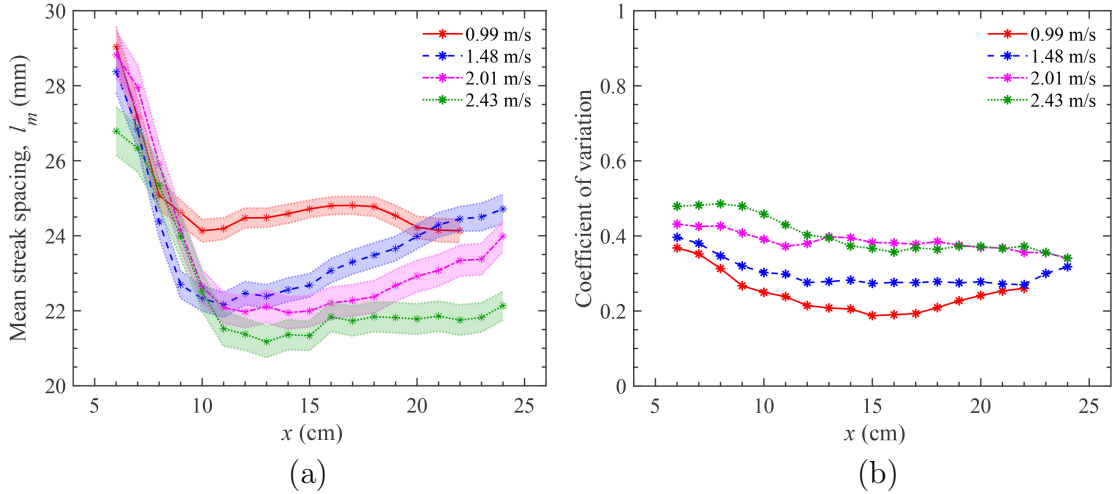 30
28
26
24
22
20
5
10
15
20
25
Mean streak spacing, l_m (mm)
x (cm)
0.99 m/s
1.48 m/s
2.01 m/s
2.43 m/s
(a)
1
0.8
0.6
0.4
0.2
0
5
10
15
20
25
Coefficient of variation
x (cm)
0.99 m/s
1.48 m/s
2.01 m/s
2.43 m/s
(b)